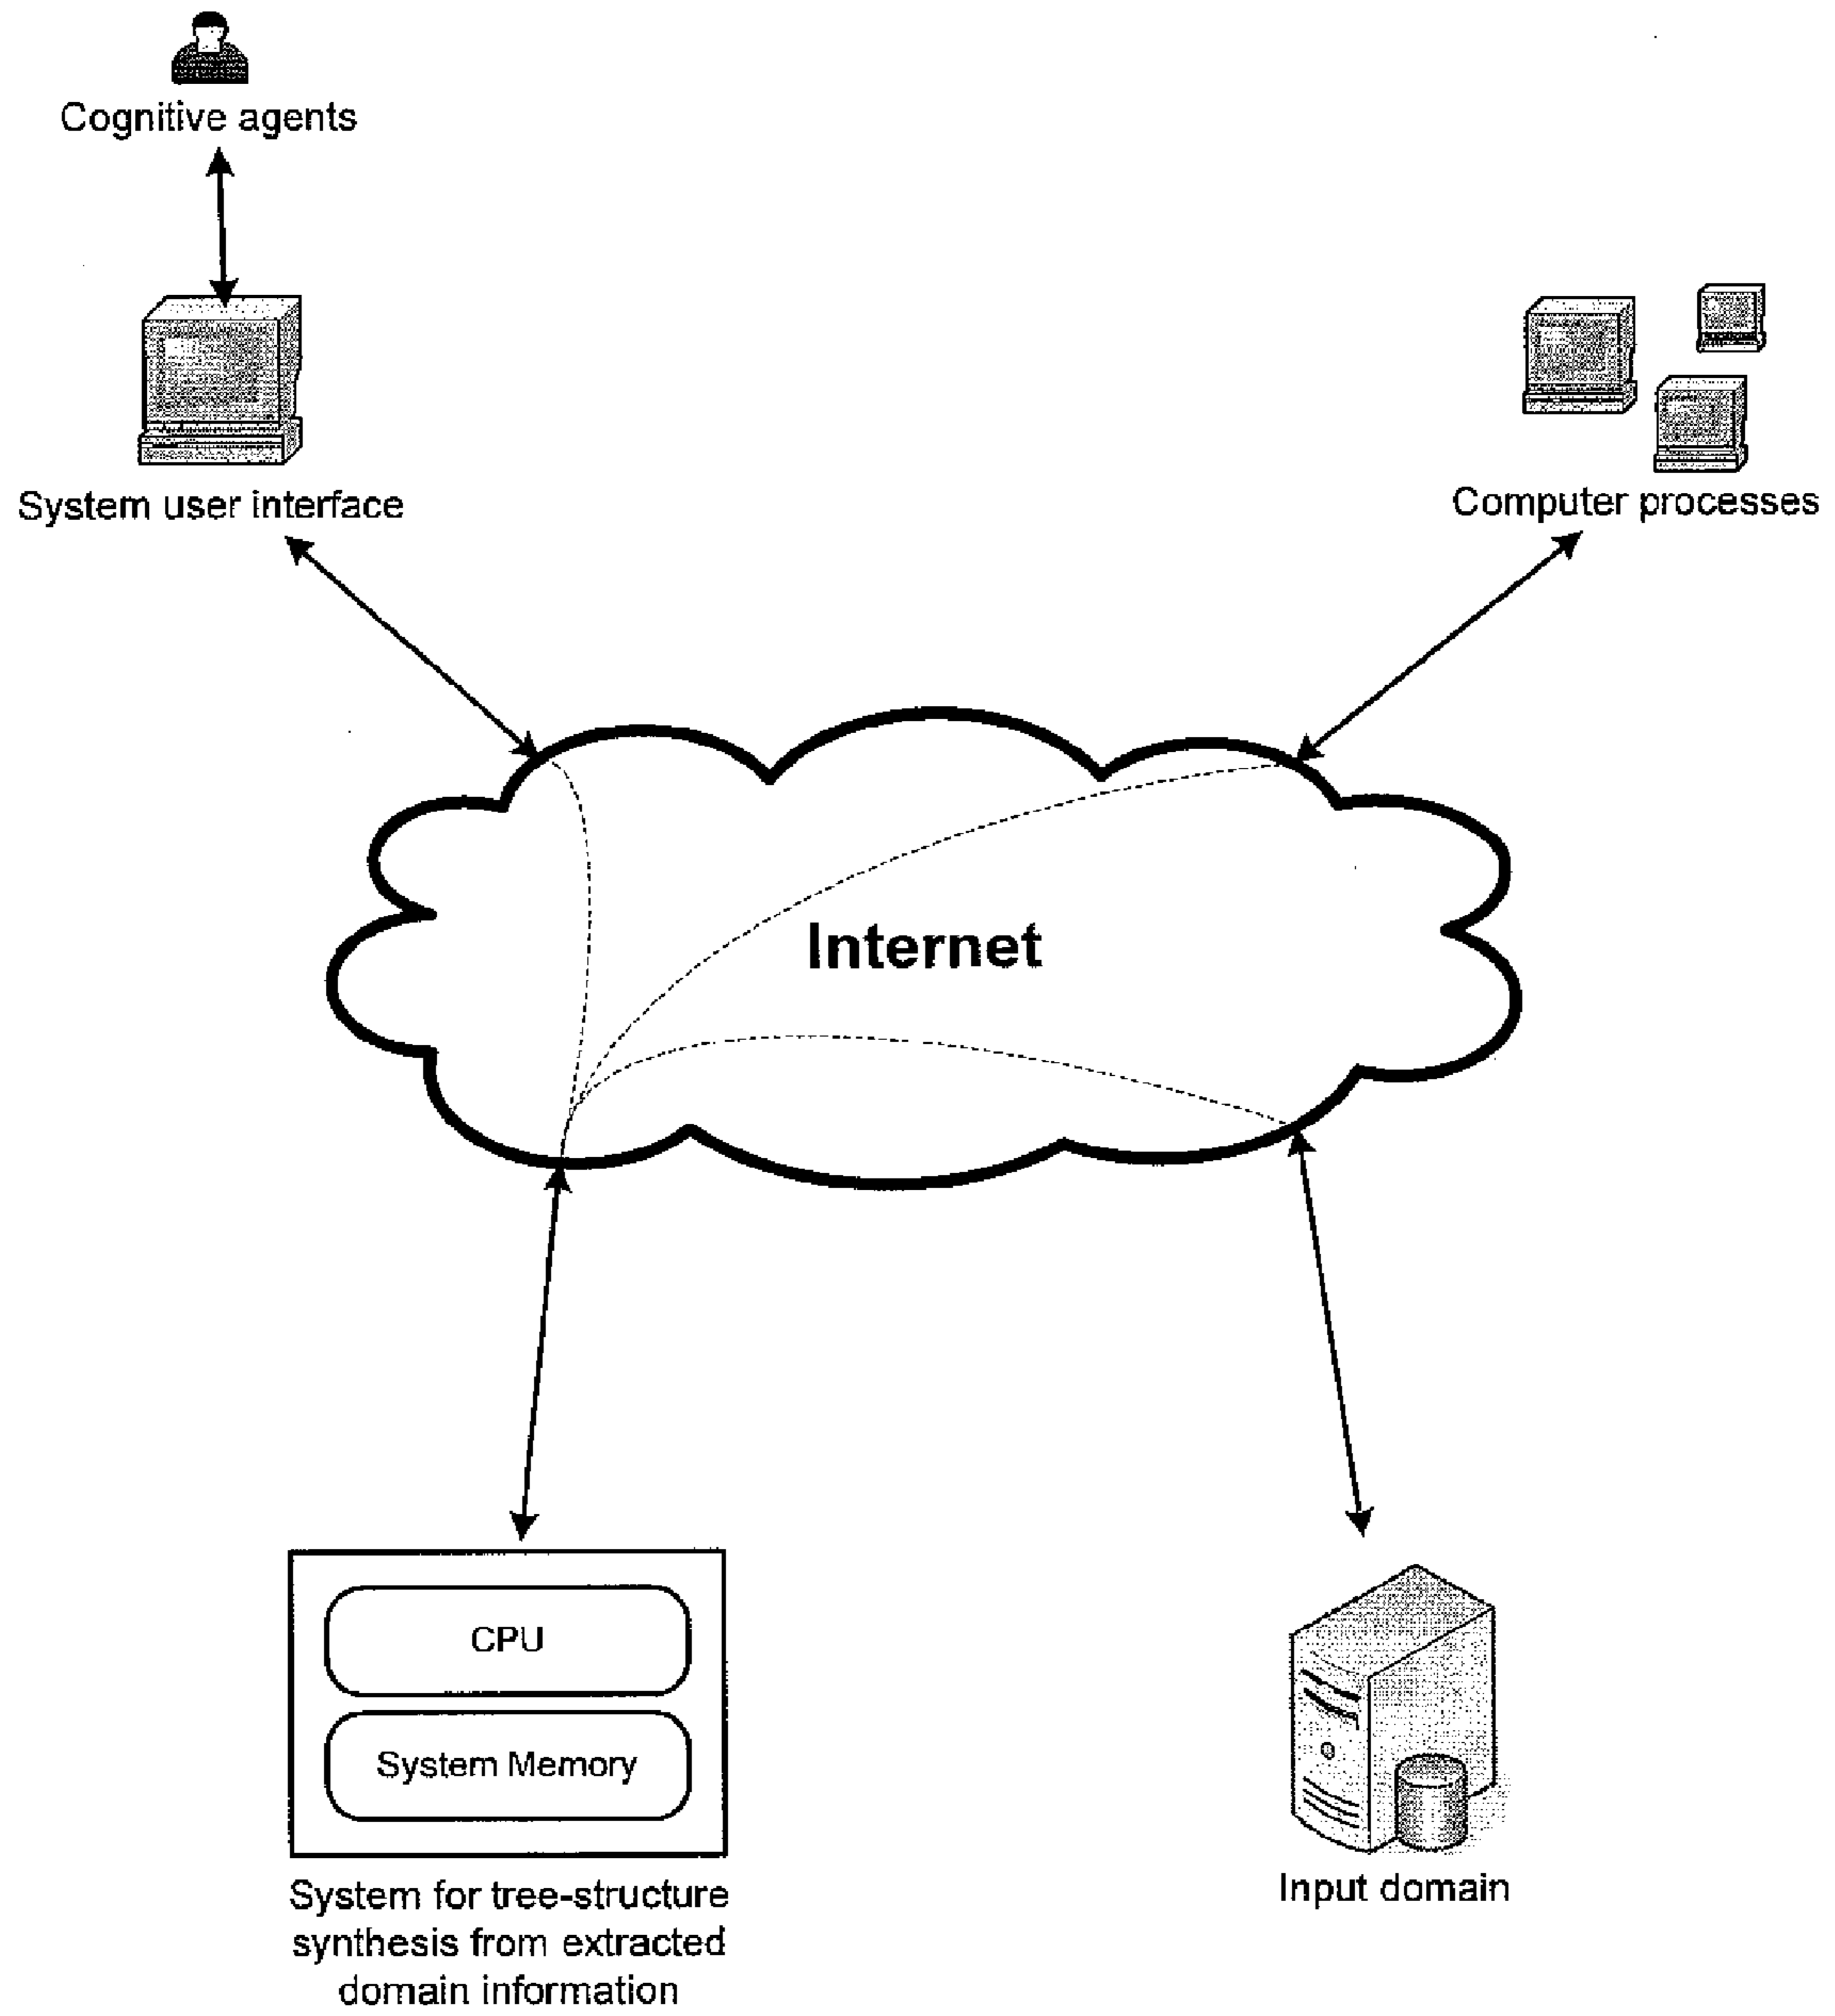 Cognitive agents
System user interface
Computer processes
Internet
CPU
System Memory
System for tree-structure
synthesis from extracted
domain information
Input domain